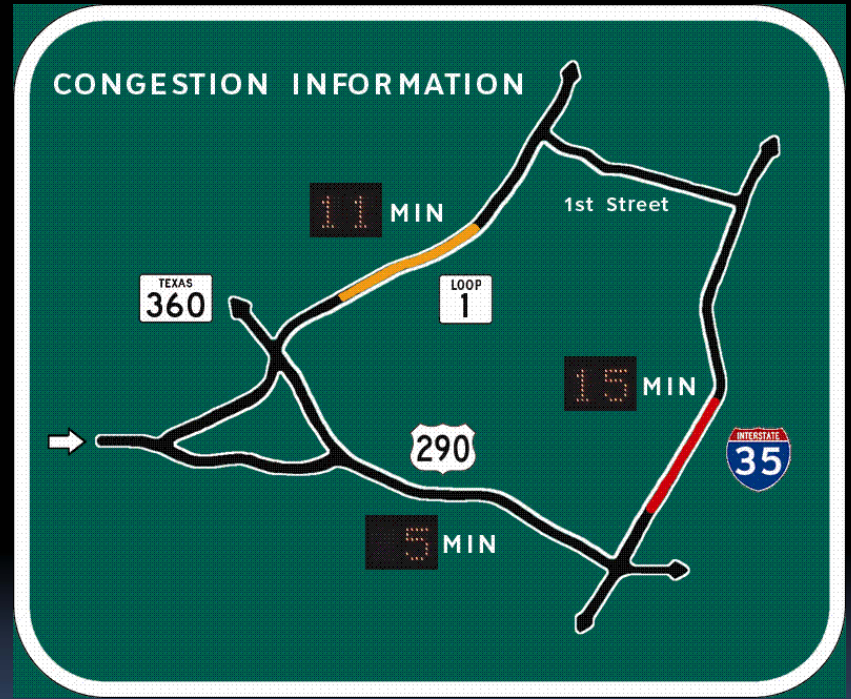 CONGESTION INFORMATION
11 MIN
1st Street
TEXAS
360
LOOP
1
15 MIN
INTERSTATE
35
290
5 MIN